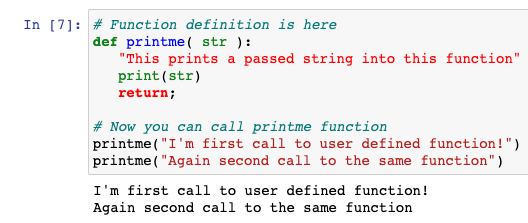 In [7]: # Function definition is here
def printme( str ):
   "This prints a passed string into this function"
   print(str)
   return;

# Now you can call printme function
printme("I'm first call to user defined function!")
printme("Again second call to the same function")
I'm first call to user defined function!
Again second call to the same function